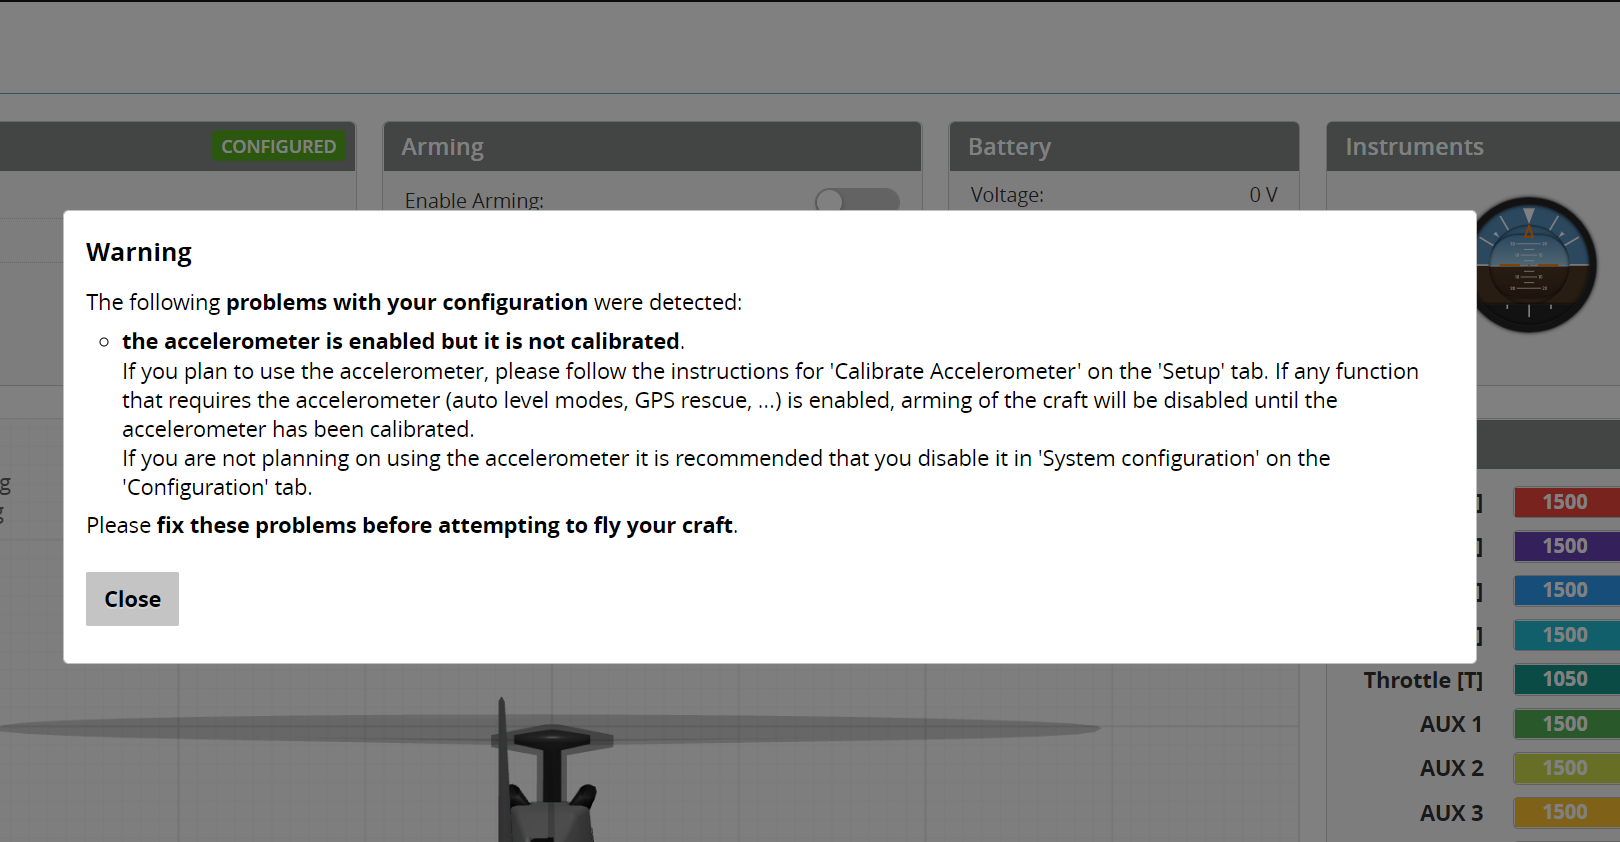 CONFIGURED
Arming
Battery
Instruments
Enable Arming:
Voltage:
0 V
Warning
The following problems with your configuration were detected:
the accelerometer is enabled but it is not calibrated.
If you plan to use the accelerometer, please follow the instructions for 'Calibrate Accelerometer' on the 'Setup' tab. If any function
that requires the accelerometer (auto level modes, GPS rescue, ...) is enabled, arming of the craft will be disabled until the
accelerometer has been calibrated.
If you are not planning on using the accelerometer it is recommended that you disable it in 'System configuration' on the
'Configuration' tab.
Please fix these problems before attempting to fly your craft.
Close
g
] 1500
] 1500
] 1500
] 1500
Throttle [T] 1050
AUX 1 1500
AUX 2 1500
AUX 3 1500